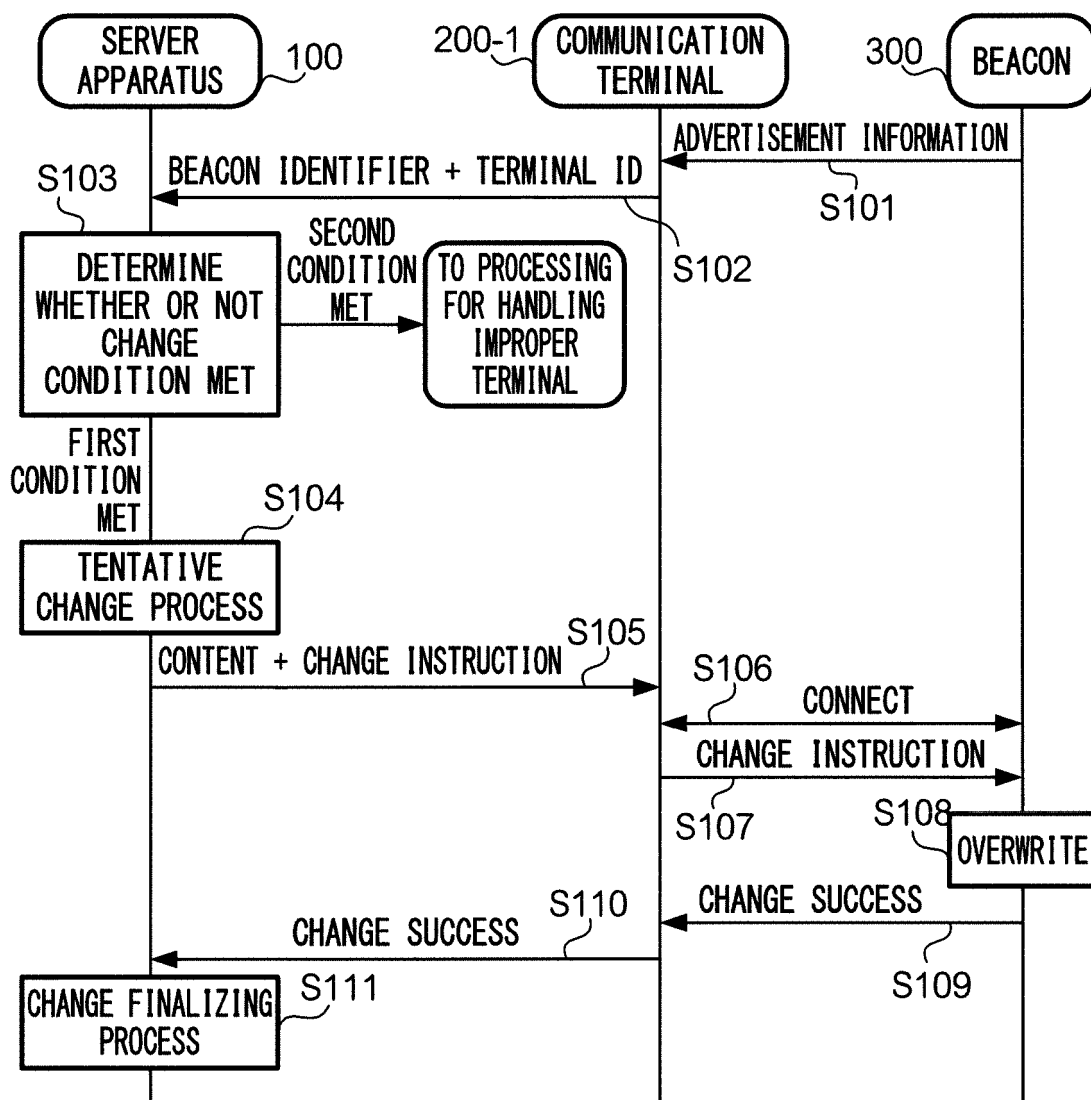 SERVER
APPARATUS
100
200-1
COMMUNICATION
TERMINAL
300
BEACON
ADVERTISEMENT INFORMATION
S101
BEACON IDENTIFIER + TERMINAL ID
S102
S103
DETERMINE
WHETHER OR NOT
CHANGE
CONDITION MET
SECOND
CONDITION
MET
TO PROCESSING
FOR HANDLING
IMPROPER
TERMINAL
FIRST
CONDITION
MET
S104
TENTATIVE
CHANGE PROCESS
CONTENT + CHANGE INSTRUCTION
S105
S106
CONNECT
CHANGE INSTRUCTION
S107
S108
OVERWRITE
CHANGE SUCCESS
S109
CHANGE SUCCESS
S110
CHANGE FINALIZING
PROCESS
S111